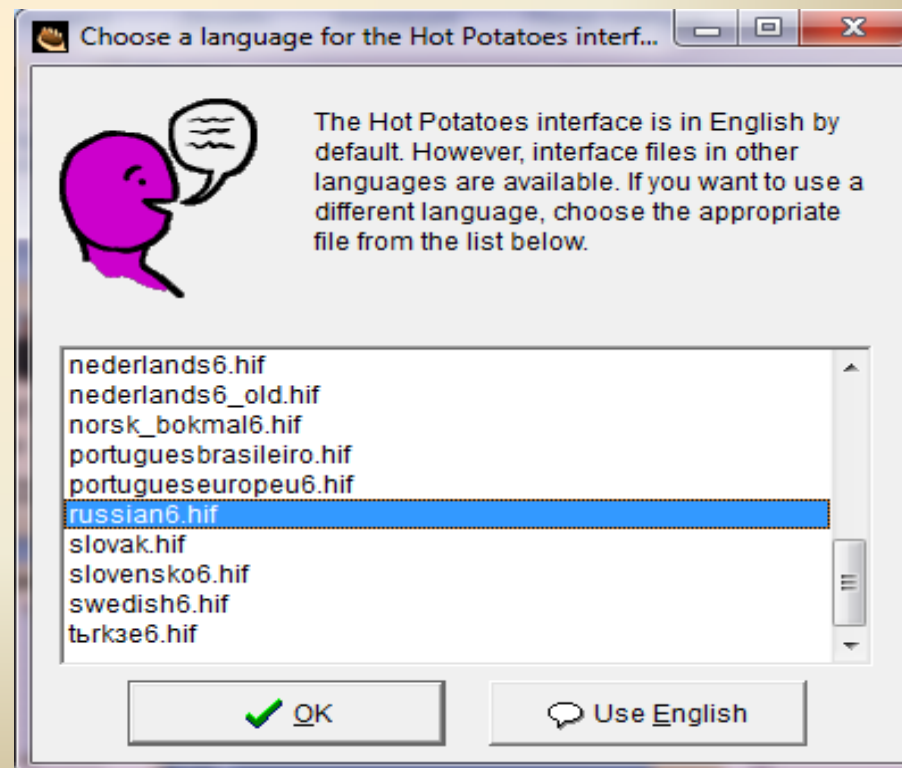 Choose a language for the Hot Potatoes interf...
The Hot Potatoes interface is in English by
default. However, interface files in other
languages are available. If you want to use a
different language, choose the appropriate
file from the list below.
nederlands6.hif
nederlands6_old.hif
norsk_bokmal6.hif
portuguesbrasileiro.hif
portugueseuropeu6.hif
russian6.hif
slovak.hif
slovensko6.hif
swedish6.hif
tьrkзe6.hif
OK
Use English